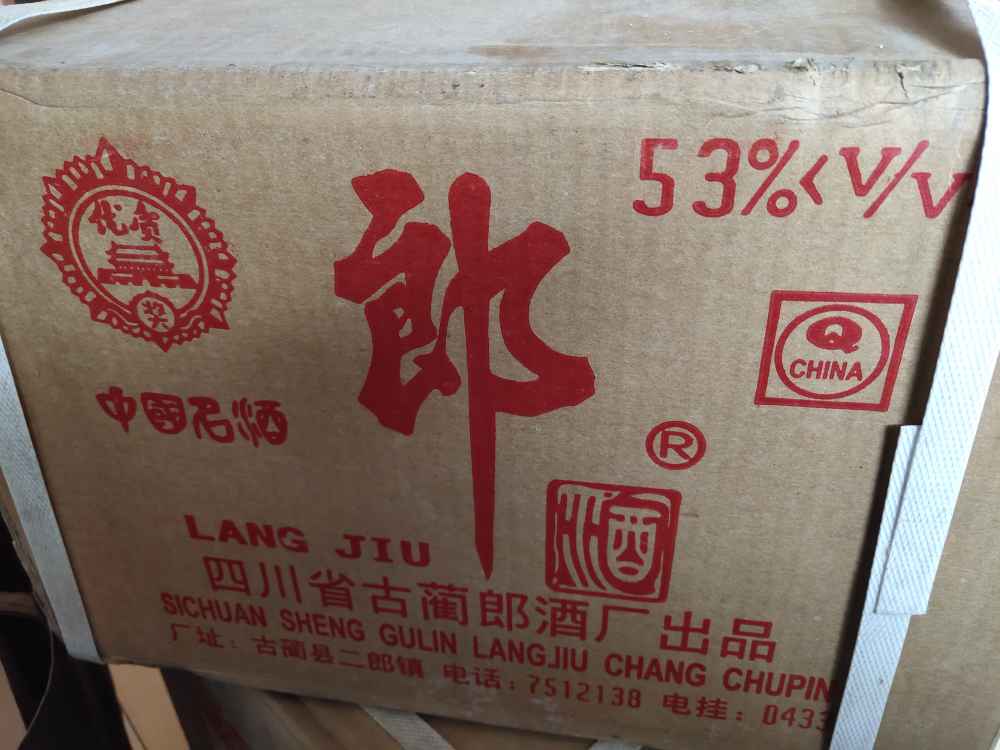 53%<V/V
优质
奖
郎
Q
CHINA
中國名酒
®
酒
LANG JIU
四川省古蔺郎酒厂出品
SICHUAN SHENG GULIN LANGJIU CHANG CHUPIN
厂址：古蔺县二郎镇 电话：7512138 电挂：043